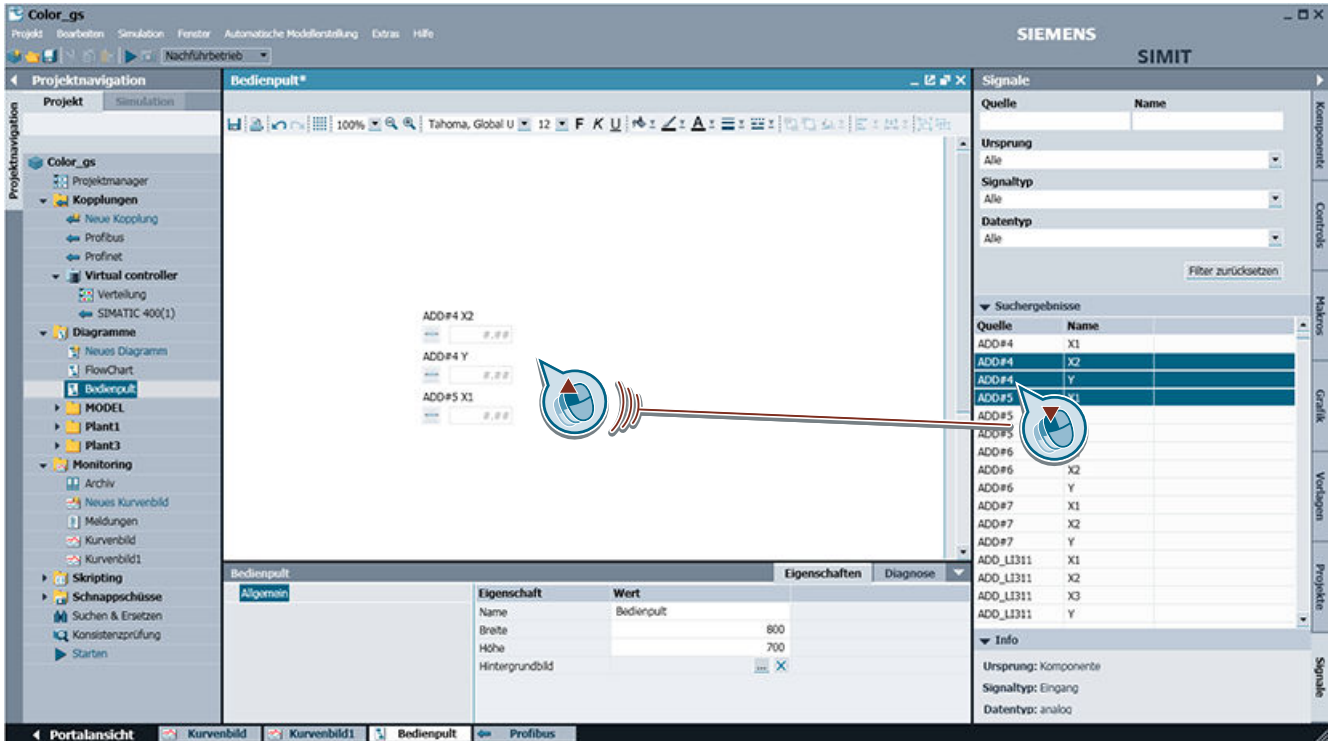 Color_gs
Projekt Bearbeiten Simulation Fenster Automatische Modellerstellung Extras Hilfe
SIEMENS
SIMIT
Nachführbetrieb
Projektnavigation
Projekt Simulation
Projektnavigation
Color_gs
Projektmanager
Kopplungen
Neue Kopplung
Profibus
Profinet
Virtual controller
Verteilung
SIMATIC 400(1)
Diagramme
Neues Diagramm
FlowChart
Bedienpult
MODEL
Plant1
Plant3
Monitoring
Archiv
Neues Kurvenbild
Meldungen
Kurvenbild
Kurvenbild1
Skripting
Schnappschüsse
Suchen & Ersetzen
Konsistenzprüfung
Starten
Bedienpult*
100% Tahoma, Global U 12 F K U A
ADD#4 X2
#.##
ADD#4 Y
#.##
ADD#5 X1
#.##
Bedienpult
Eigenschaften Diagnose
Allgemein
Eigenschaft Wert
Name Bedienpult
Breite 800
Höhe 700
Hintergrundbild ...
Signale
Quelle Name
Ursprung
Alle
Signaltyp
Alle
Datentyp
Alle
Filter zurücksetzen
Suchergebnisse
Quelle Name
ADD#4 X1
ADD#4 X2
ADD#4 Y
ADD#5 X1
ADD#5
ADD#5
ADD#6
ADD#6 X2
ADD#6 Y
ADD#7 X1
ADD#7 X2
ADD#7 Y
ADD_LI311 X1
ADD_LI311 X2
ADD_LI311 X3
ADD_LI311 Y
Info
Ursprung: Komponente
Signaltyp: Eingang
Datentyp: analog
Komponente
Controls
Makros
Grafik
Vorlagen
Projekte
Signale
Portalansicht Kurvenbild Kurvenbild1 Bedienpult Profibus